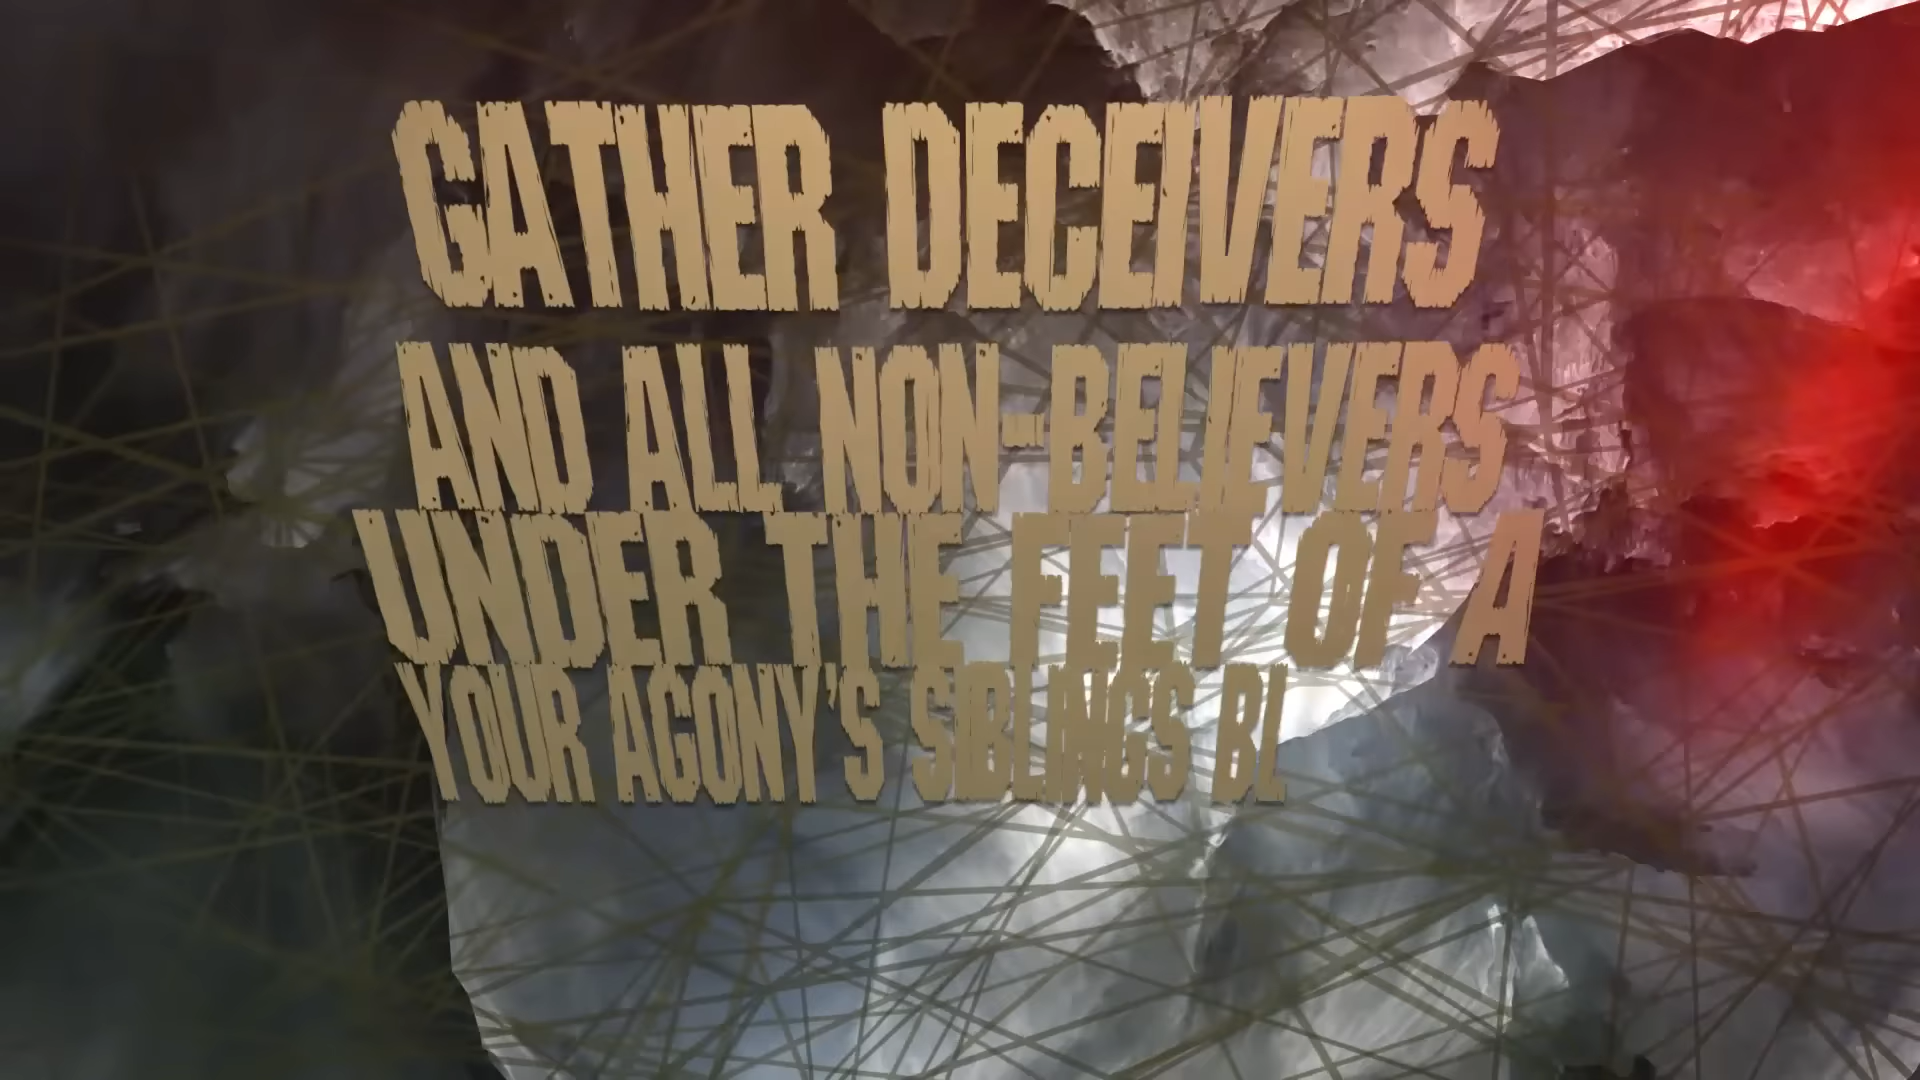 GATHER DECEIVERS
AND ALL NON-BELIEVERS
UNDER THE FEET OF A
YOUR AGONY'S SIBLINGS BL